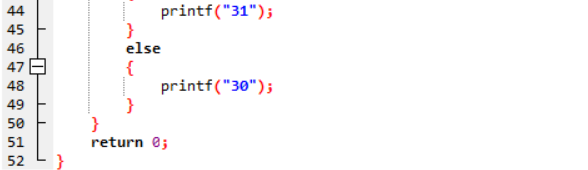 44 printf("31");
45 }
46 else
47 {
48 printf("30");
49 }
50 }
51 return 0;
52 }